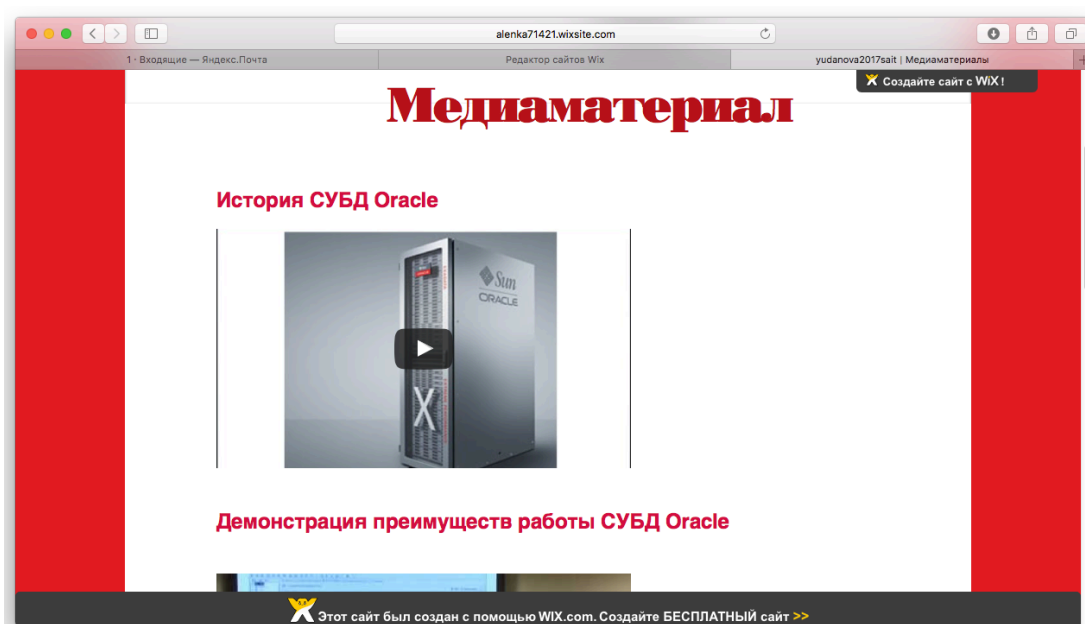 alenka71421.wixsite.com
1 · Входящие — Яндекс.Почта
Редактор сайтов Wix
yudanova2017sait | Медиаматериалы
Создайте сайт с WiX !
Медиаматериал
История СУБД Oracle
Sun
ORACLE
X
Демонстрация преимуществ работы СУБД Oracle
Этот сайт был создан с помощью WIX.com. Создайте БЕСПЛАТНЫЙ сайт >>